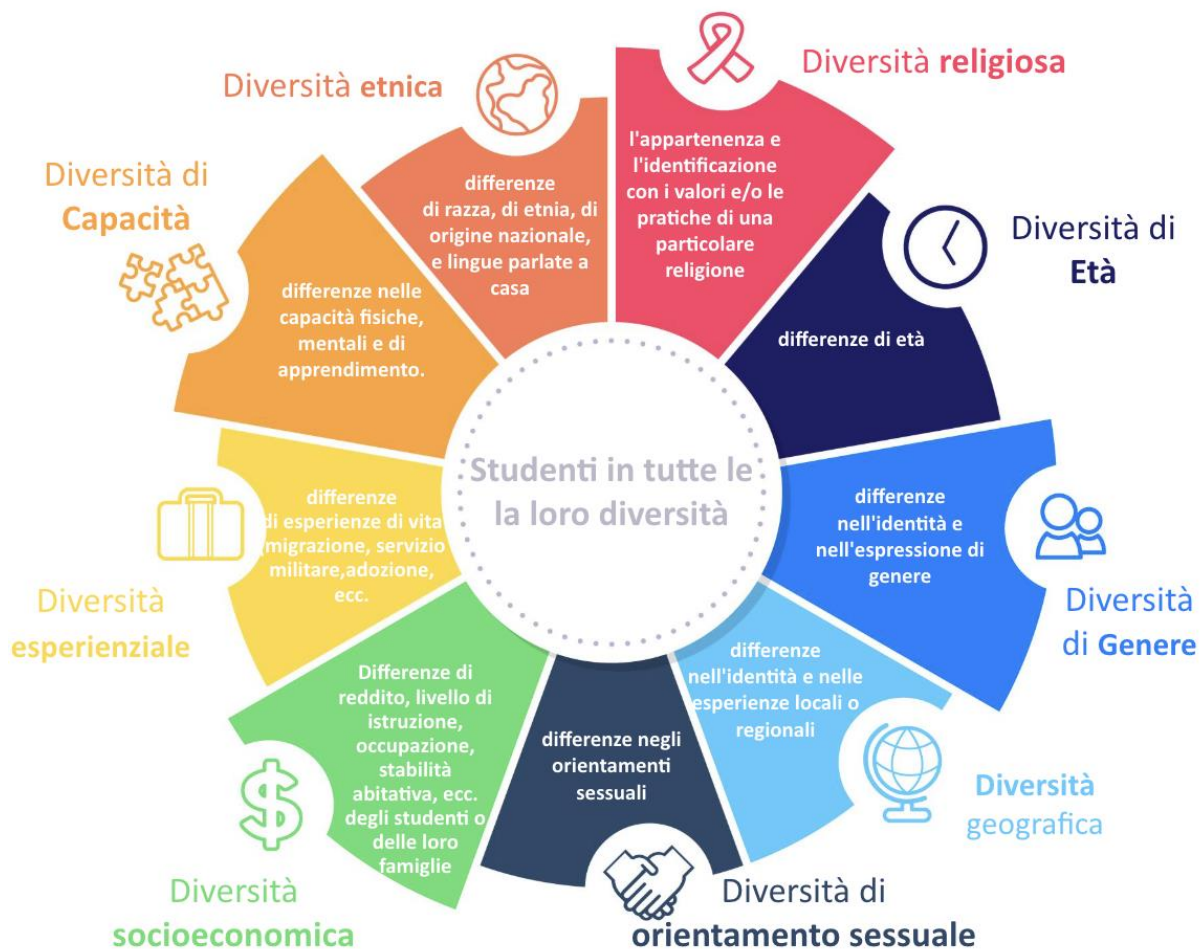 Diversità religiosa
l'appartenenza e
l'identificazione
con i valori e/o le
pratiche di una
particolare
religione
Diversità di
Età
differenze di età
Diversità
di Genere
differenze
nell'identità e
nell'espressione di
genere
Diversità
geografica
differenze
nell'identità e nelle
esperienze locali o
regionali
Diversità di
orientamento sessuale
differenze negli
orientamenti
sessuali
Diversità
socioeconomica
Differenze di
reddito, livello di
istruzione,
occupazione,
stabilità
abitativa, ecc.
degli studenti o
delle loro
famiglie
Diversità
esperienziale
differenze
di esperienze di vita
(migrazione, servizio
militare,adozione,
ecc.
Diversità di
Capacità
differenze nelle
capacità fisiche,
mentali e di
apprendimento.
Diversità etnica
differenze
di razza, di etnia, di
origine nazionale,
e lingue parlate a
casa
Studenti in tutte le
la loro diversità